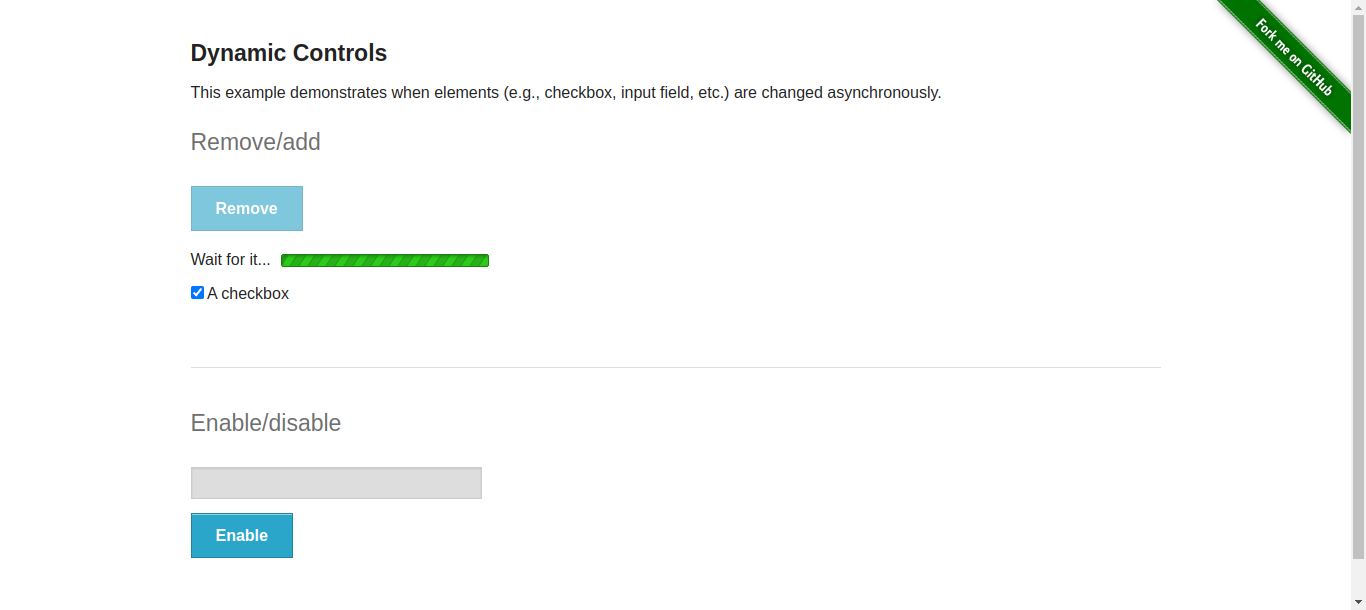 Fork me on GitHub
Dynamic Controls
This example demonstrates when elements (e.g., checkbox, input field, etc.) are changed asynchronously.
Remove/add
Remove
Wait for it...
A checkbox
Enable/disable
Enable